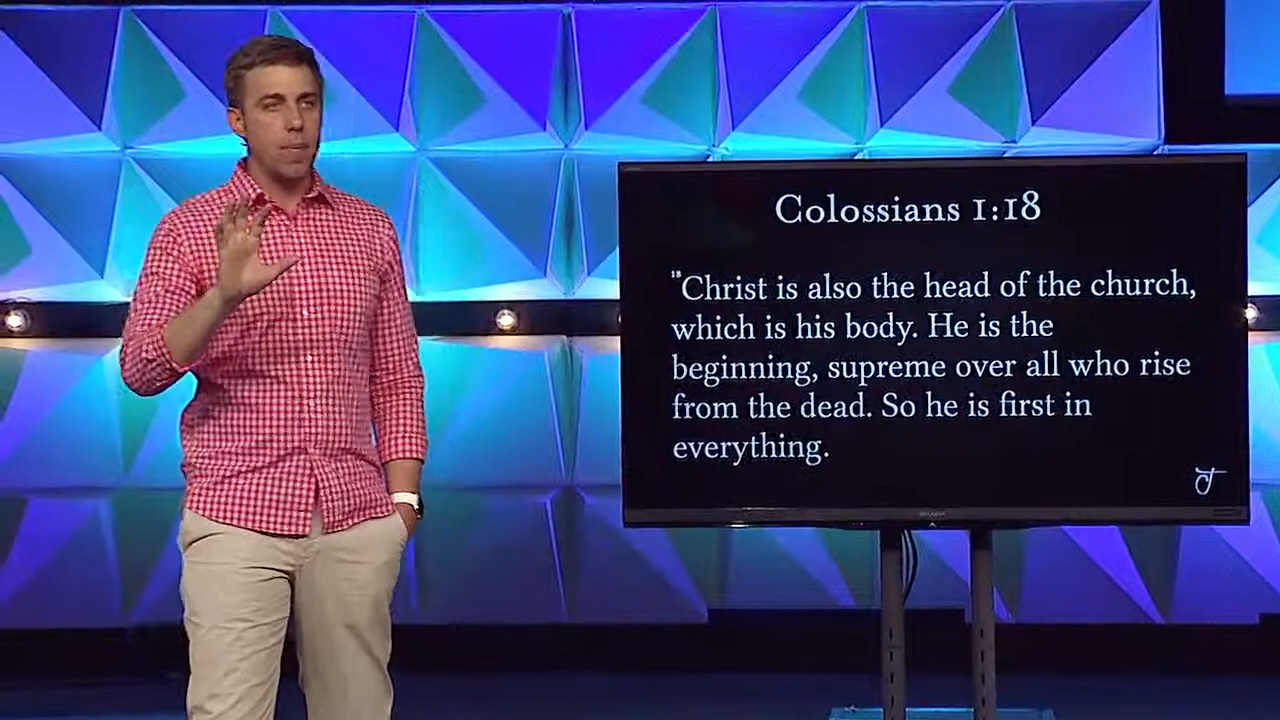 Colossians 1:18
18Christ is also the head of the church,
which is his body. He is the
beginning, supreme over all who rise
from the dead. So he is first in
everything.